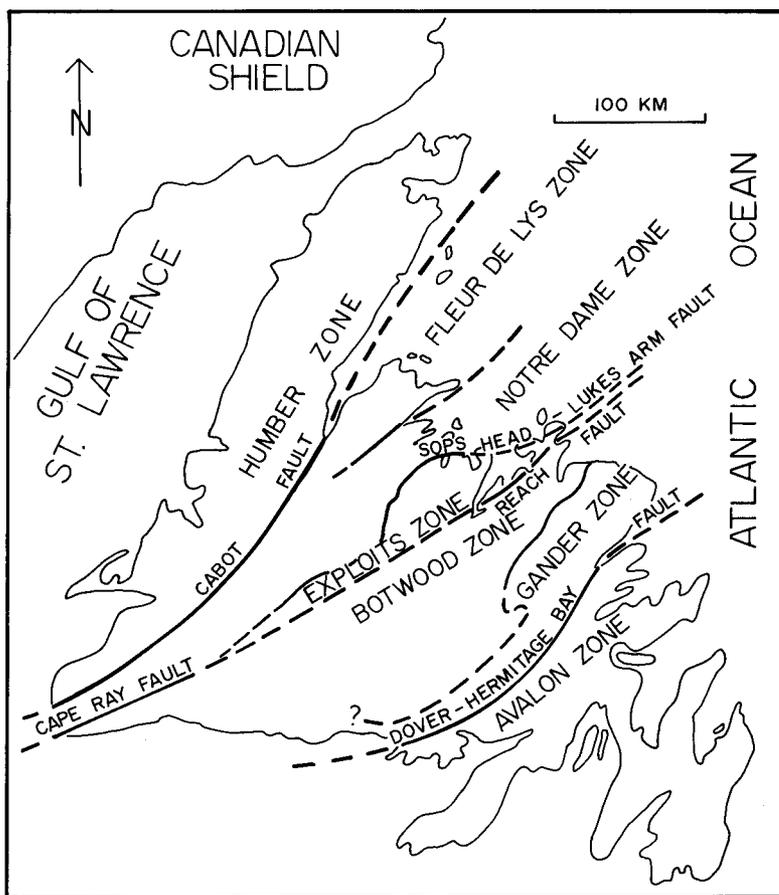 CANADIAN
SHIELD
N
100 KM
OCEAN
ATLANTIC
GULF OF
ST. LAWRENCE
HUMBER ZONE
FLEUR DE LYS ZONE
NOTRE DAME ZONE
CABOT FAULT
SOPS HEAD - LUKES ARM FAULT
REACH FAULT
EXPLOITS ZONE
BOTWOOD ZONE
GANDER ZONE
CAPE RAY FAULT
?
DOVER - HERMITAGE BAY FAULT
AVALON ZONE